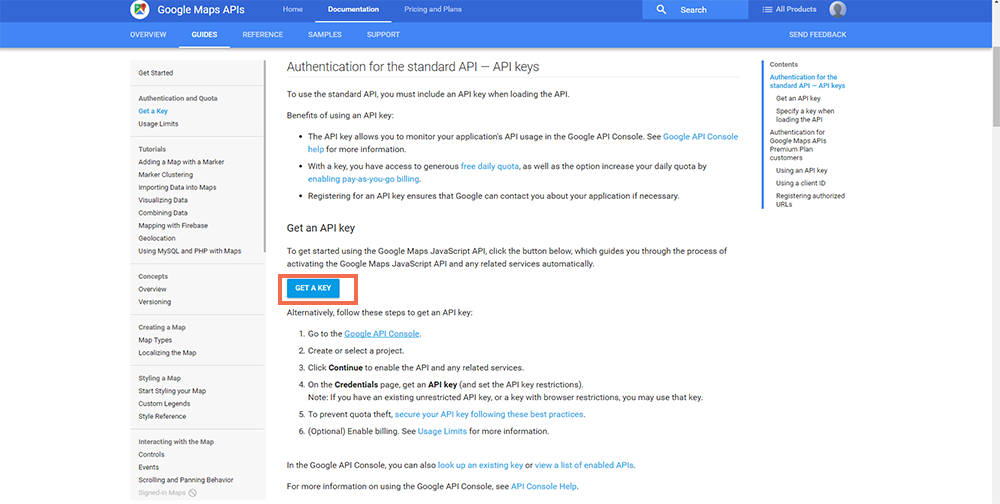 Google Maps APIs
Home
Documentation
Pricing and Plans
Search
All Products
OVERVIEW
GUIDES
REFERENCE
SAMPLES
SUPPORT
SEND FEEDBACK
Get Started
Authentication and Quota
Get a Key
Usage Limits
Tutorials
Adding a Map with a Marker
Marker Clustering
Importing Data into Maps
Visualizing Data
Combining Data
Mapping with Firebase
Geolocation
Using MySQL and PHP with Maps
Concepts
Overview
Versioning
Creating a Map
Map Types
Localizing the Map
Styling a Map
Start Styling your Map
Custom Legends
Style Reference
Interacting with the Map
Controls
Events
Scrolling and Panning Behavior
Signed-in Maps
Authentication for the standard API — API keys
To use the standard API, you must include an API key when loading the API.
Benefits of using an API key:
• The API key allows you to monitor your application's API usage in the Google API Console. See Google API Console
help for more information.
• With a key, you have access to generous free daily quota, as well as the option increase your daily quota by
enabling pay-as-you-go billing.
• Registering for an API key ensures that Google can contact you about your application if necessary.
Get an API key
To get started using the Google Maps JavaScript API, click the button below, which guides you through the process of
activating the Google Maps JavaScript API and any related services automatically.
GET A KEY
Alternatively, follow these steps to get an API key:
1. Go to the Google API Console.
2. Create or select a project.
3. Click Continue to enable the API and any related services.
4. On the Credentials page, get an API key (and set the API key restrictions).
Note: If you have an existing unrestricted API key, or a key with browser restrictions, you may use that key.
5. To prevent quota theft, secure your API key following these best practices.
6. (Optional) Enable billing. See Usage Limits for more information.
In the Google API Console, you can also look up an existing key or view a list of enabled APIs.
For more information on using the Google API Console, see API Console Help.
Contents
Authentication for the
standard API — API keys
Get an API key
Specify a key when
loading the API
Authentication for
Google Maps APIs
Premium Plan
customers
Using an API key
Using a client ID
Registering authorized
URLs